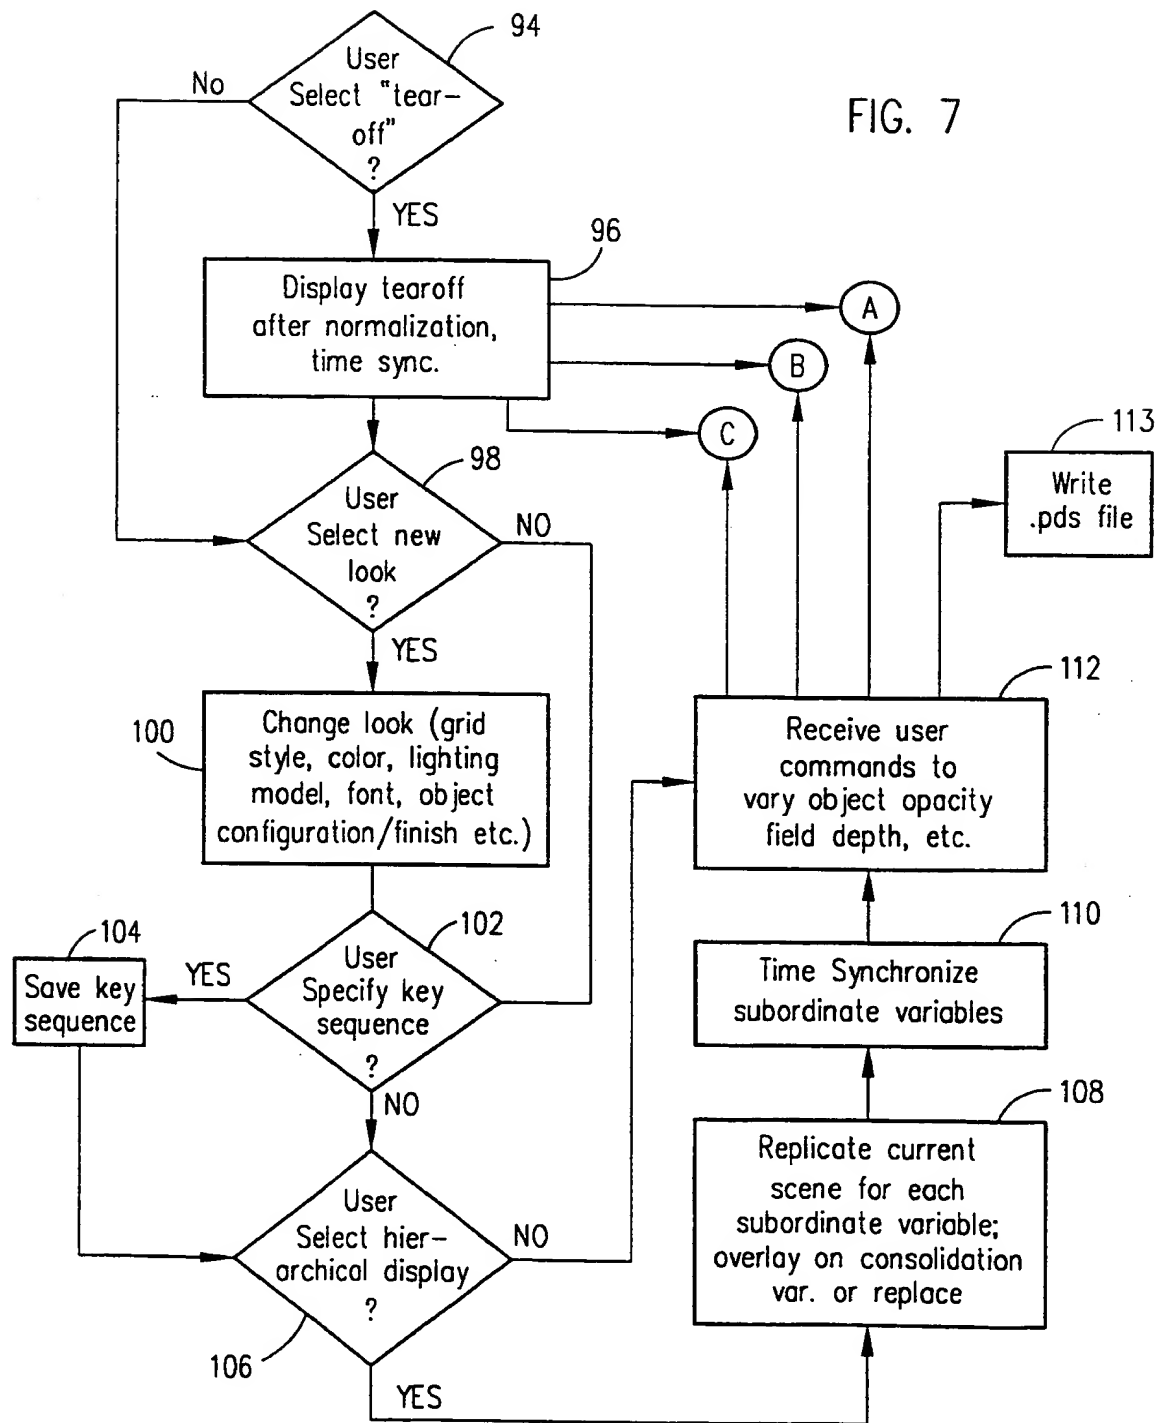 94
User
Select "tear-
off"
?
No
YES
FIG. 7
96
Display tearoff
after normalization,
time sync.
A
B
C
98
User
Select new
look
?
NO
YES
113
Write
.pds file
100
Change look (grid
style, color, lighting
model, font, object
configuration/finish etc.)
112
Receive user
commands to
vary object opacity
field depth, etc.
104
Save key
sequence
YES
102
User
Specify key
sequence
?
NO
110
Time Synchronize
subordinate variables
106
User
Select hier-
archical display
?
NO
YES
108
Replicate current
scene for each
subordinate variable;
overlay on consolidation
var. or replace